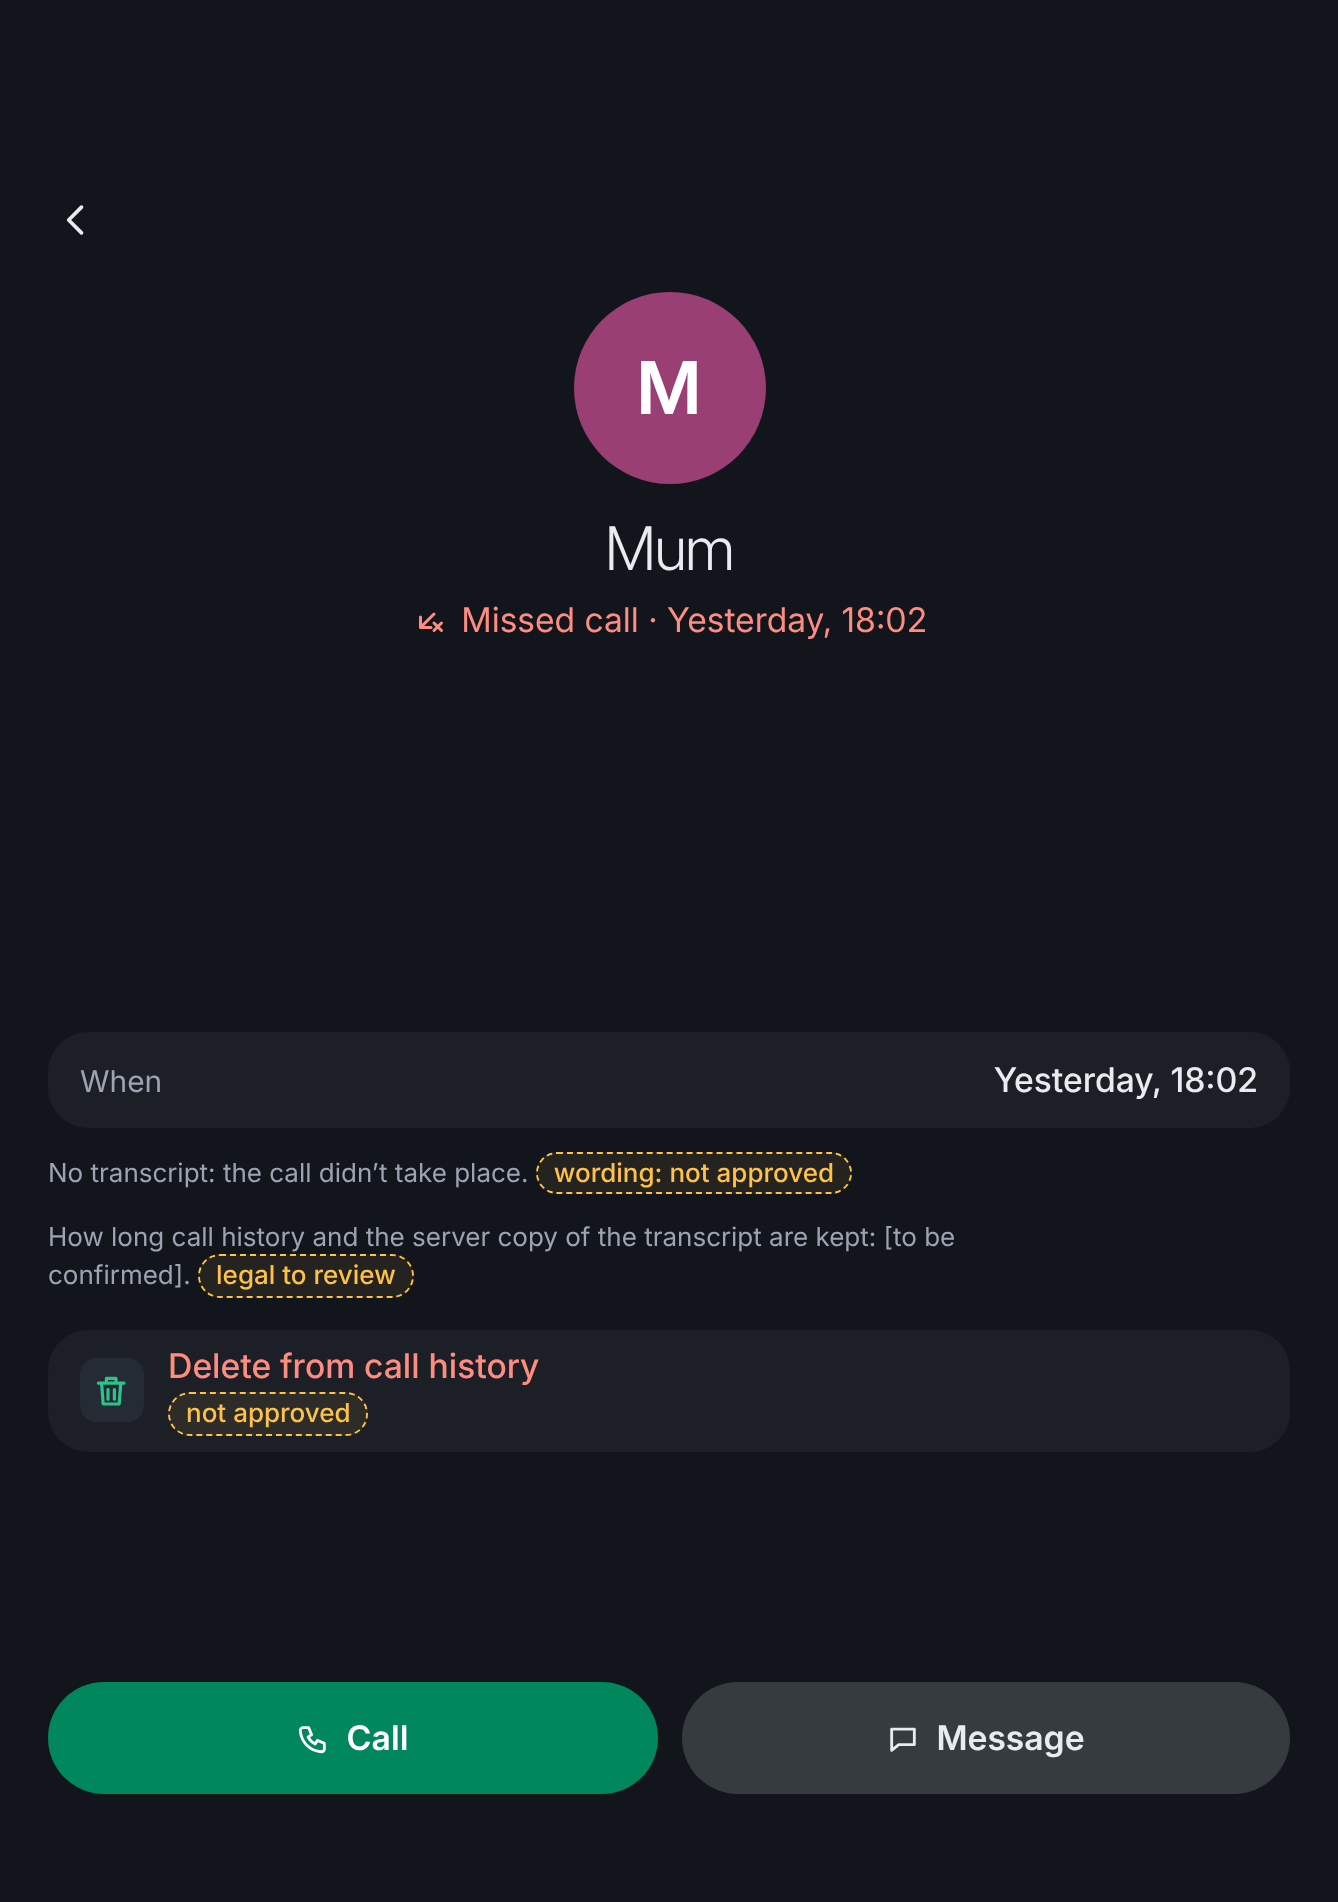 M
Mum
Missed call · Yesterday, 18:02
When Yesterday, 18:02
No transcript: the call didn’t take place. wording: not approved
How long call history and the server copy of the transcript are kept: [to be
confirmed]. legal to review
Delete from call history
not approved
Call Message